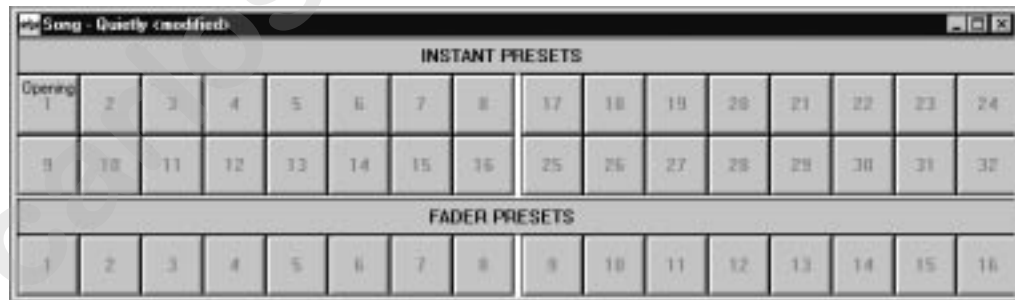 Song - Quietly <modified>
INSTANT PRESETS
Opening
1 2 3 4 5 6 7 8 17 18 19 20 21 22 23 24
9 10 11 12 13 14 15 16 25 26 27 28 29 30 31 32
FADER PRESETS
1 2 3 4 5 6 7 8 9 10 11 12 13 14 15 16
Carlos